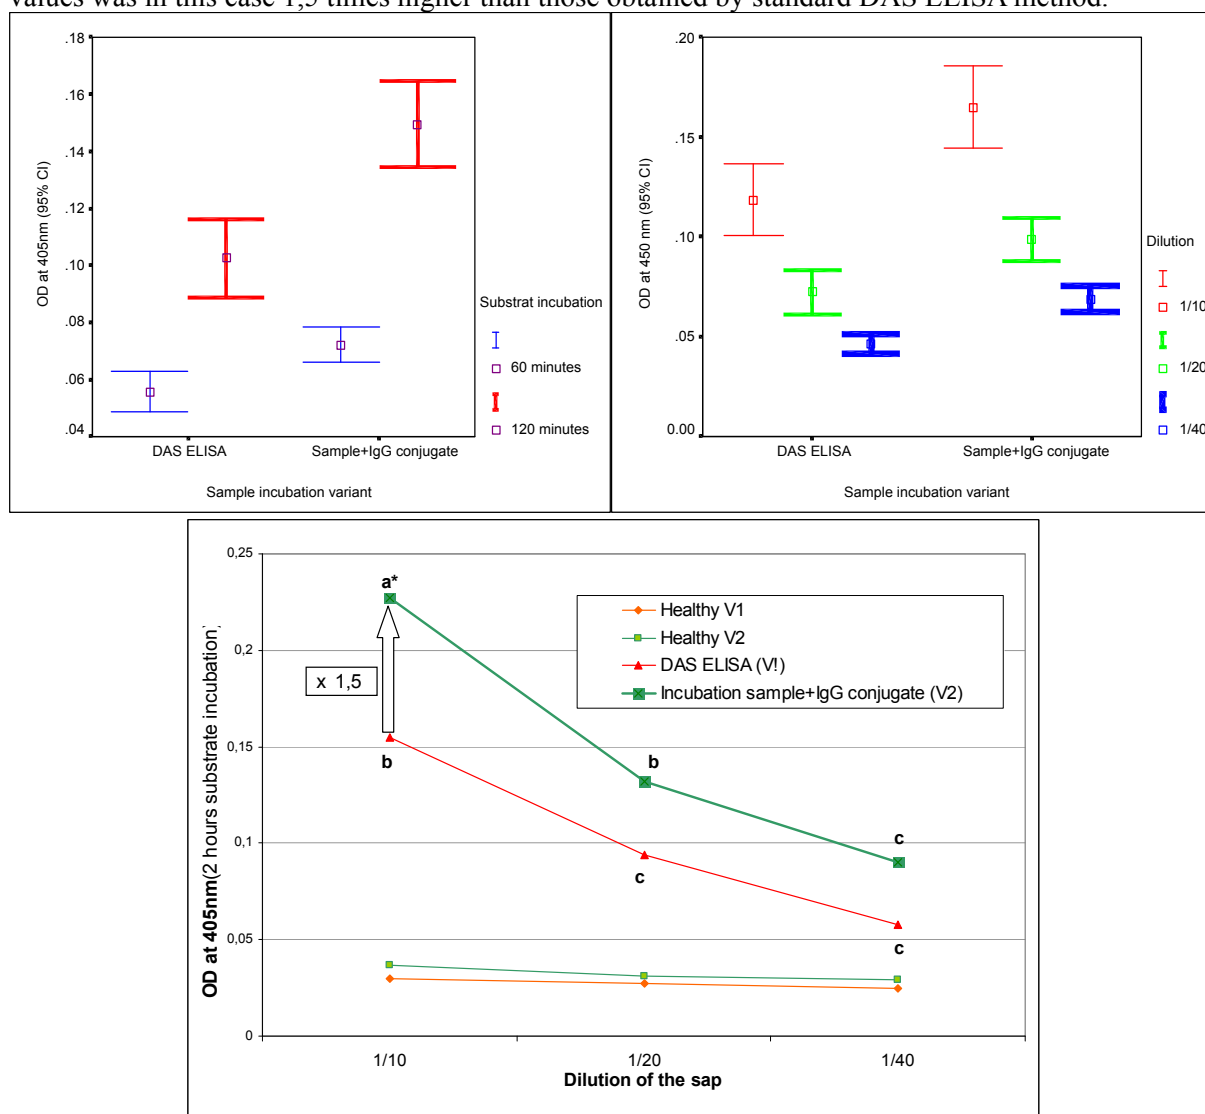 values was in this case 1,5 times higher than those obtained by standard DAS ELISA method.
.18
.16
.14
.12
.10
.08
.06
.04
OD at 405nm (95% CI)
DAS ELISA
Sample+IgG conjugate
Sample incubation variant
Substrat incubation
60 minutes
120 minutes
.20
.15
.10
.05
0.00
OD at 450 nm (95% CI)
DAS ELISA
Sample+IgG conjugate
Sample incubation variant
Dilution
1/10
1/20
1/40
0,25
0,2
0,15
0,1
0,05
0
OD at 405nm(2 hours substrate incubation)
a*
x 1,5
b
b
c
c
c
Healthy V1
Healthy V2
DAS ELISA (V!)
Incubation sample+IgG conjugate (V2)
1/10
1/20
1/40
Dilution of the sap